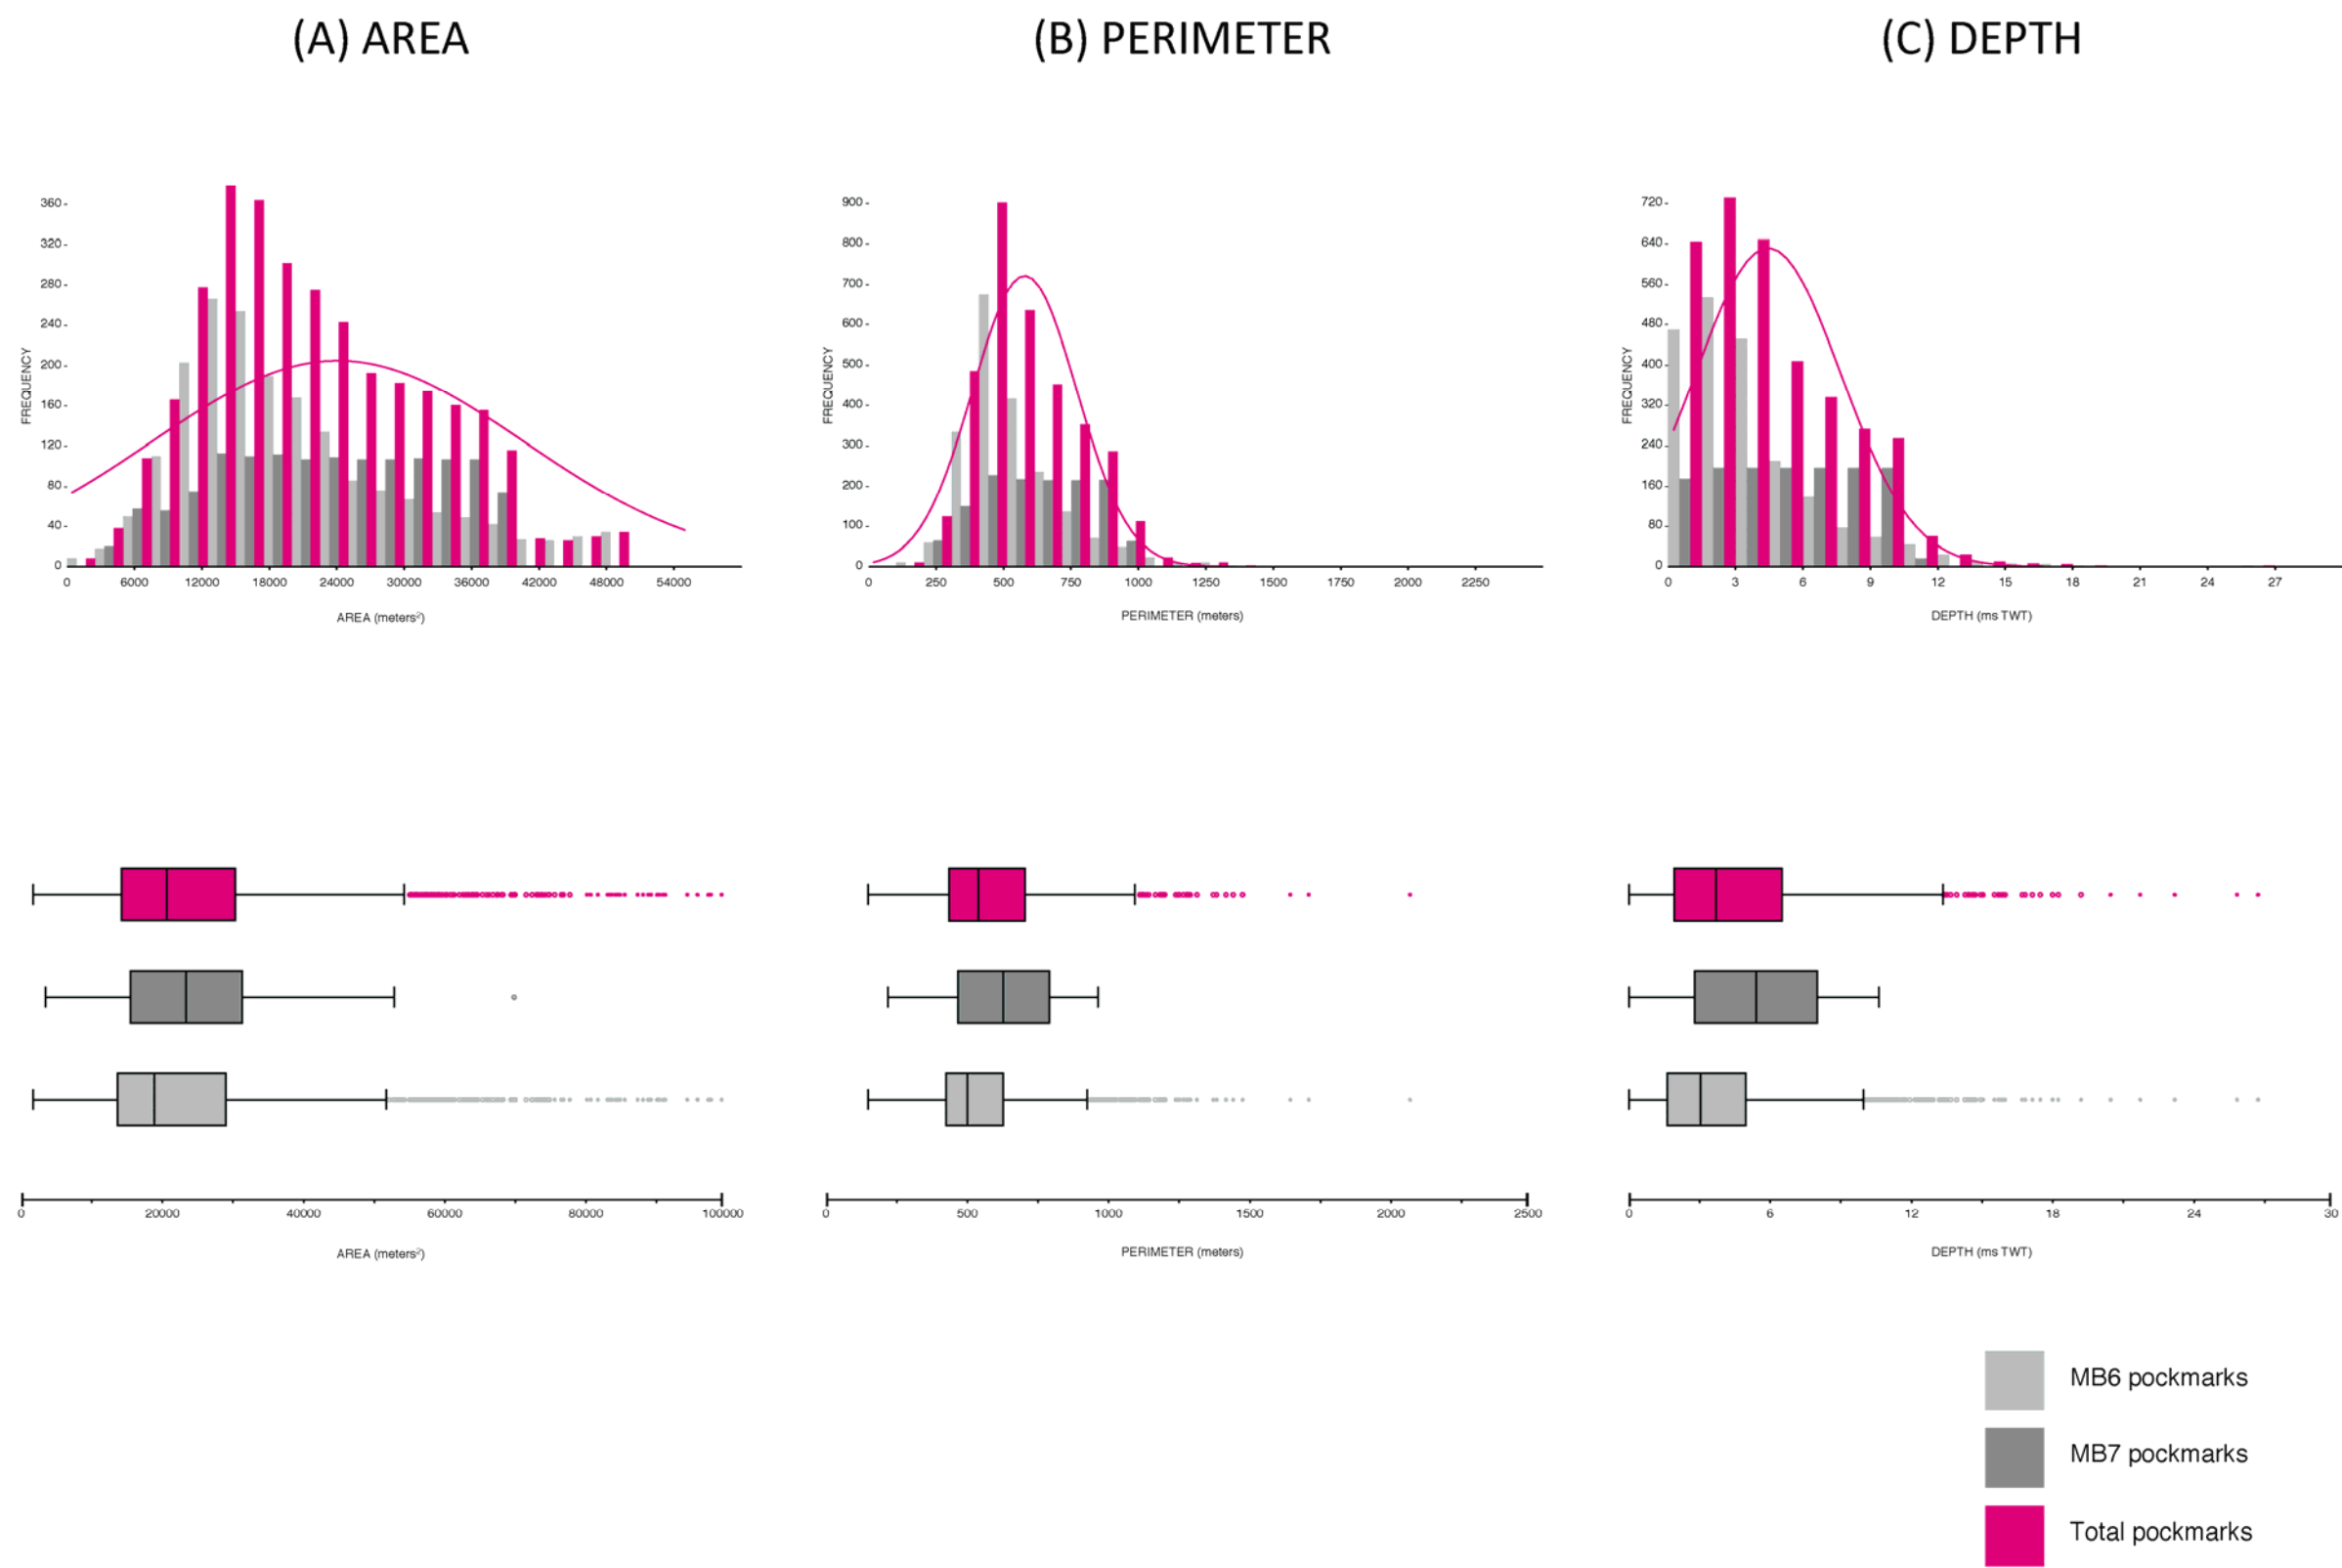 (A) AREA
(B) PERIMETER
(C) DEPTH
FREQUENCY
360
320
280
240
200
160
120
80
40
0
0 6000 12000 18000 24000 30000 36000 42000 48000 54000
AREA (meters²)
FREQUENCY
900
800
700
600
500
400
300
200
100
0
0 250 500 750 1000 1250 1500 1750 2000 2250
PERIMETER (meters)
FREQUENCY
720
640
560
480
400
320
240
160
80
0
0 3 6 9 12 15 18 21 24 27
DEPTH (ms TWT)
0 20000 40000 60000 80000 100000
AREA (meters²)
0 500 1000 1500 2000 2500
PERIMETER (meters)
0 6 12 18 24 30
DEPTH (ms TWT)
MB6 pockmarks
MB7 pockmarks
Total pockmarks